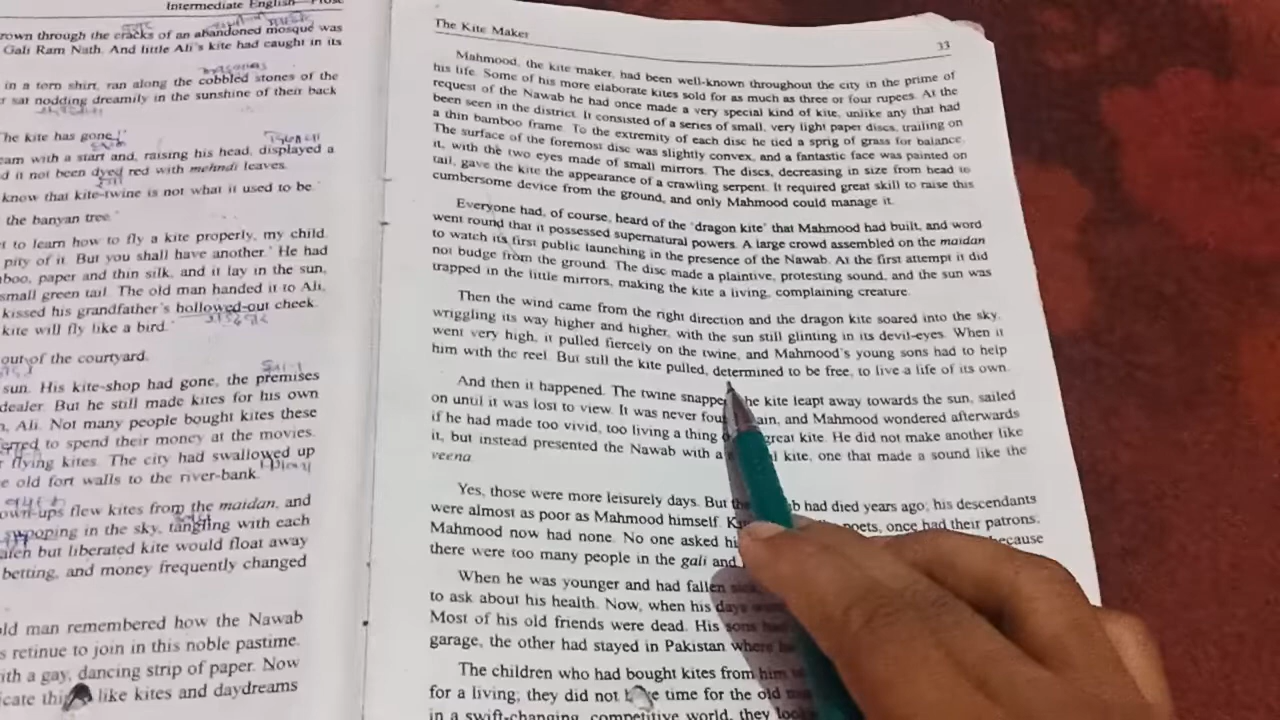 Intermediate English—Prose
rown through the cracks of an abandoned mosque was
Gali Ram Nath. And little Ali's kite had caught in its
in a torn shirt, ran along the cobbled stones of the
sat nodding dreamily in the sunshine of their back
he kite has gone!'
eam with a start and, raising his head, displayed a
d it not been dyed red with mehndi leaves.
know that kite-twine is not what it used to be.'
the banyan tree.'
to learn how to fly a kite properly, my child.
pity of it. But you shall have another.' He had
boo, paper and thin silk, and it lay in the sun,
small green tail. The old man handed it to Ali,
kissed his grandfather's hollowed-out cheek.
kite will fly like a bird.'
out of the courtyard.
sun. His kite-shop had gone, the premises
dealer. But he still made kites for his own
, Ali. Not many people bought kites these
erred to spend their money at the movies.
flying kites. The city had swallowed up
e old fort walls to the river-bank.
own-ups flew kites from the maidan, and
swooping in the sky, tangling with each
aten but liberated kite would float away
betting, and money frequently changed
old man remembered how the Nawab
s retinue to join in this noble pastime.
ith a gay, dancing strip of paper. Now
icate like kites and daydreams
The Kite Maker
33
Mahmood, the kite maker, had been well-known throughout the city in the prime of
his life. Some of his more elaborate kites sold for as much as three or four rupees. At the
request of the Nawab he had once made a very special kind of kite, unlike any that had
been seen in the district. It consisted of a series of small, very light paper discs, trailing on
a thin bamboo frame. To the extremity of each disc he tied a sprig of grass for balance.
The surface of the foremost disc was slightly convex, and a fantastic face was painted on
it, with the two eyes made of small mirrors. The discs, decreasing in size from head to
tail, gave the kite the appearance of a crawling serpent. It required great skill to raise this
cumbersome device from the ground, and only Mahmood could manage it.
Everyone had, of course, heard of the 'dragon kite' that Mahmood had built, and word
went round that it possessed supernatural powers. A large crowd assembled on the maidan
to watch its first public launching in the presence of the Nawab. At the first attempt it did
not budge from the ground. The disc made a plaintive, protesting sound, and the sun was
trapped in the little mirrors, making the kite a living, complaining creature.
Then the wind came from the right direction and the dragon kite soared into the sky,
wriggling its way higher and higher, with the sun still glinting in its devil-eyes. When it
went very high, it pulled fiercely on the twine, and Mahmood's young sons had to help
him with the reel. But still the kite pulled, determined to be free, to live a life of its own.
And then it happened. The twine snapped he kite leapt away towards the sun, sailed
on until it was lost to view. It was never fou ain, and Mahmood wondered afterwards
if he had made too vivid, too living a thing great kite. He did not make another like
it, but instead presented the Nawab with a kite, one that made a sound like the
veena.
Yes, those were more leisurely days. But the b had died years ago; his descendants
were almost as poor as Mahmood himself. poets, once had their patrons;
Mahmood now had none. No one asked hi because
there were too many people in the gali and
When he was younger and had fallen
to ask about his health. Now, when his days
Most of his old friends were dead. His sons
garage, the other had stayed in Pakistan where
The children who had bought kites from him
for a living; they did not time for the old
in a swift-changing, competitive world, they